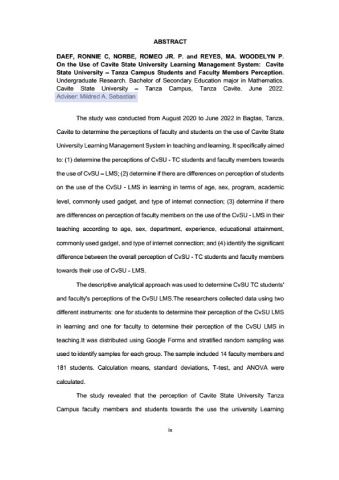 ABSTRACT
DAEF, RONNIE C, NORBE, ROMEO JR. P. and REYES, MA. WOODELYN P.
On the Use of Cavite State University Learning Management System: Cavite
State University – Tanza Campus Students and Faculty Members Perception.
Undergraduate Research. Bachelor of Secondary Education major in Mathematics.
Cavite State University – Tanza Campus, Tanza Cavite. June 2022.
Adviser: Mildred A. Sebastian
The study was conducted from August 2020 to June 2022 in Bagtas, Tanza,
Cavite to determine the perceptions of faculty and students on the use of Cavite State
University Learning Management System in teaching and learning. It specifically aimed
to: (1) determine the perceptions of CvSU - TC students and faculty members towards
the use of CvSU – LMS; (2) determine if there are differences on perception of students
on the use of the CvSU - LMS in learning in terms of age, sex, program, academic
level, commonly used gadget, and type of internet connection; (3) determine if there
are differences on perception of faculty members on the use of the CvSU - LMS in their
teaching according to age, sex, department, experience, educational attainment,
commonly used gadget, and type of internet connection; and (4) identify the significant
difference between the overall perception of CvSU - TC students and faculty members
towards their use of CvSU - LMS.
The descriptive analytical approach was used to determine CvSU TC students'
and faculty's perceptions of the CvSU LMS.The researchers collected data using two
different instruments: one for students to determine their perception of the CvSU LMS
in learning and one for faculty to determine their perception of the CvSU LMS in
teaching.It was distributed using Google Forms and stratified random sampling was
used to identify samples for each group. The sample included 14 faculty members and
181 students. Calculation means, standard deviations, T-test, and ANOVA were
calculated.
The study revealed that the perception of Cavite State University Tanza
Campus faculty members and students towards the use the university Learning